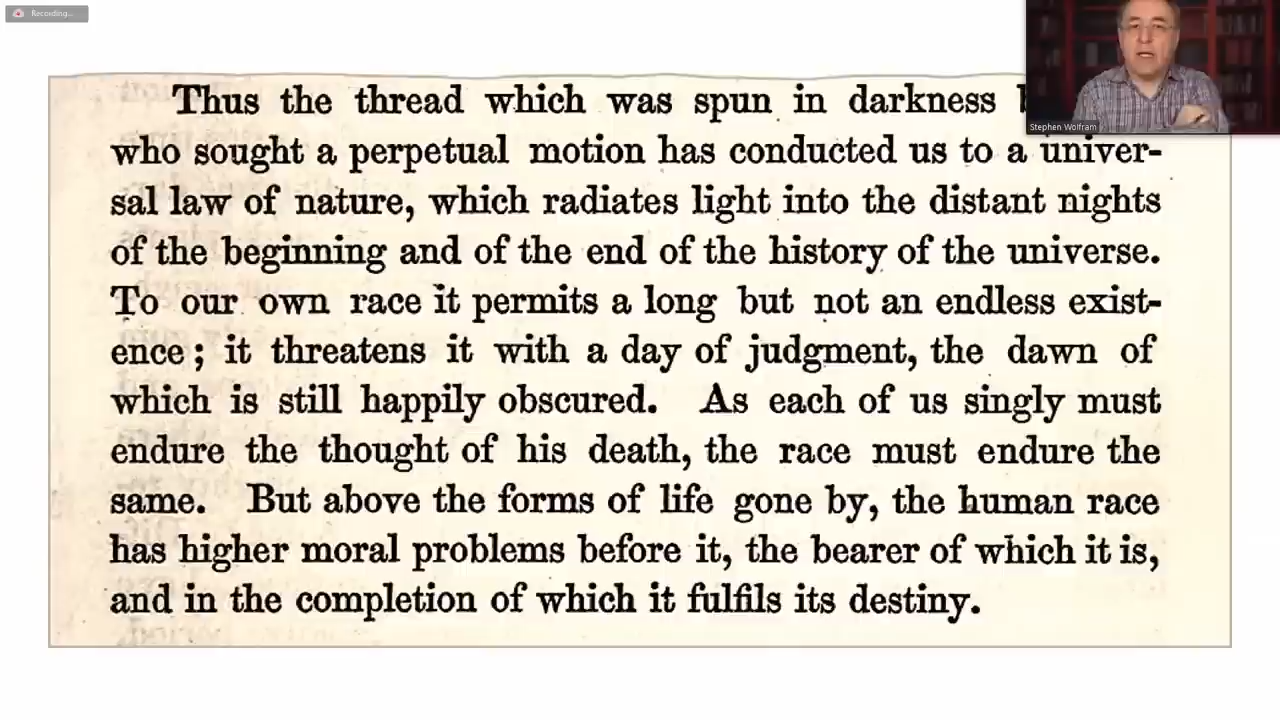 Recording...
Stephen Wolfram
Thus the thread which was spun in darkness
who sought a perpetual motion has conducted us to a univer-
sal law of nature, which radiates light into the distant nights
of the beginning and of the end of the history of the universe.
To our own race it permits a long but not an endless exist-
ence; it threatens it with a day of judgment, the dawn of
which is still happily obscured. As each of us singly must
endure the thought of his death, the race must endure the
same. But above the forms of life gone by, the human race
has higher moral problems before it, the bearer of which it is,
and in the completion of which it fulfils its destiny.